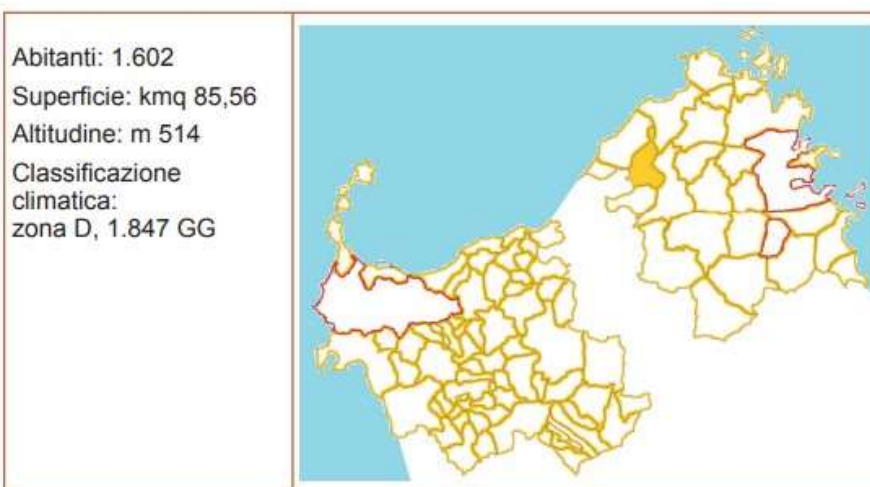 Abitanti: 1.602
Superficie: kmq 85,56
Altitudine: m 514
Classificazione
climatica:
zona D, 1.847 GG